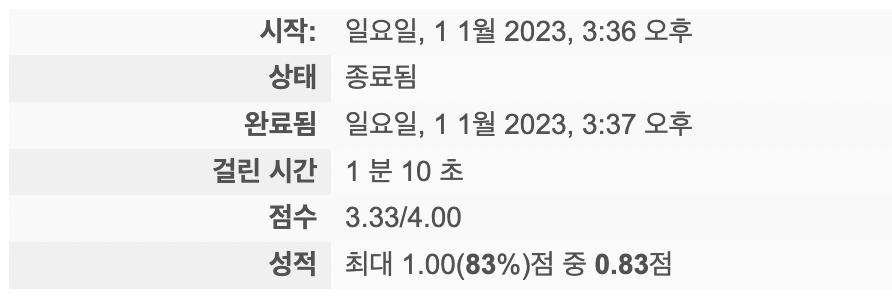 시작: 일요일, 1 1월 2023, 3:36 오후
상태 종료됨
완료됨 일요일, 1 1월 2023, 3:37 오후
걸린 시간 1 분 10 초
점수 3.33/4.00
성적 최대 1.00(83%)점 중 0.83점